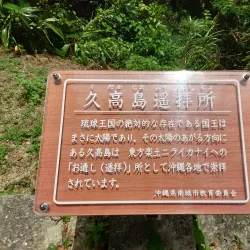 久高島遥拝所
琉球王国の絶対的な存在である国王は
まさに太陽であり、その太陽のあがる方向に
ある久高島は 東方楽土ニライカナイへの
「お通し（遥拝）」所として沖縄各地で崇拝
されています。
沖縄県南城市教育委員会